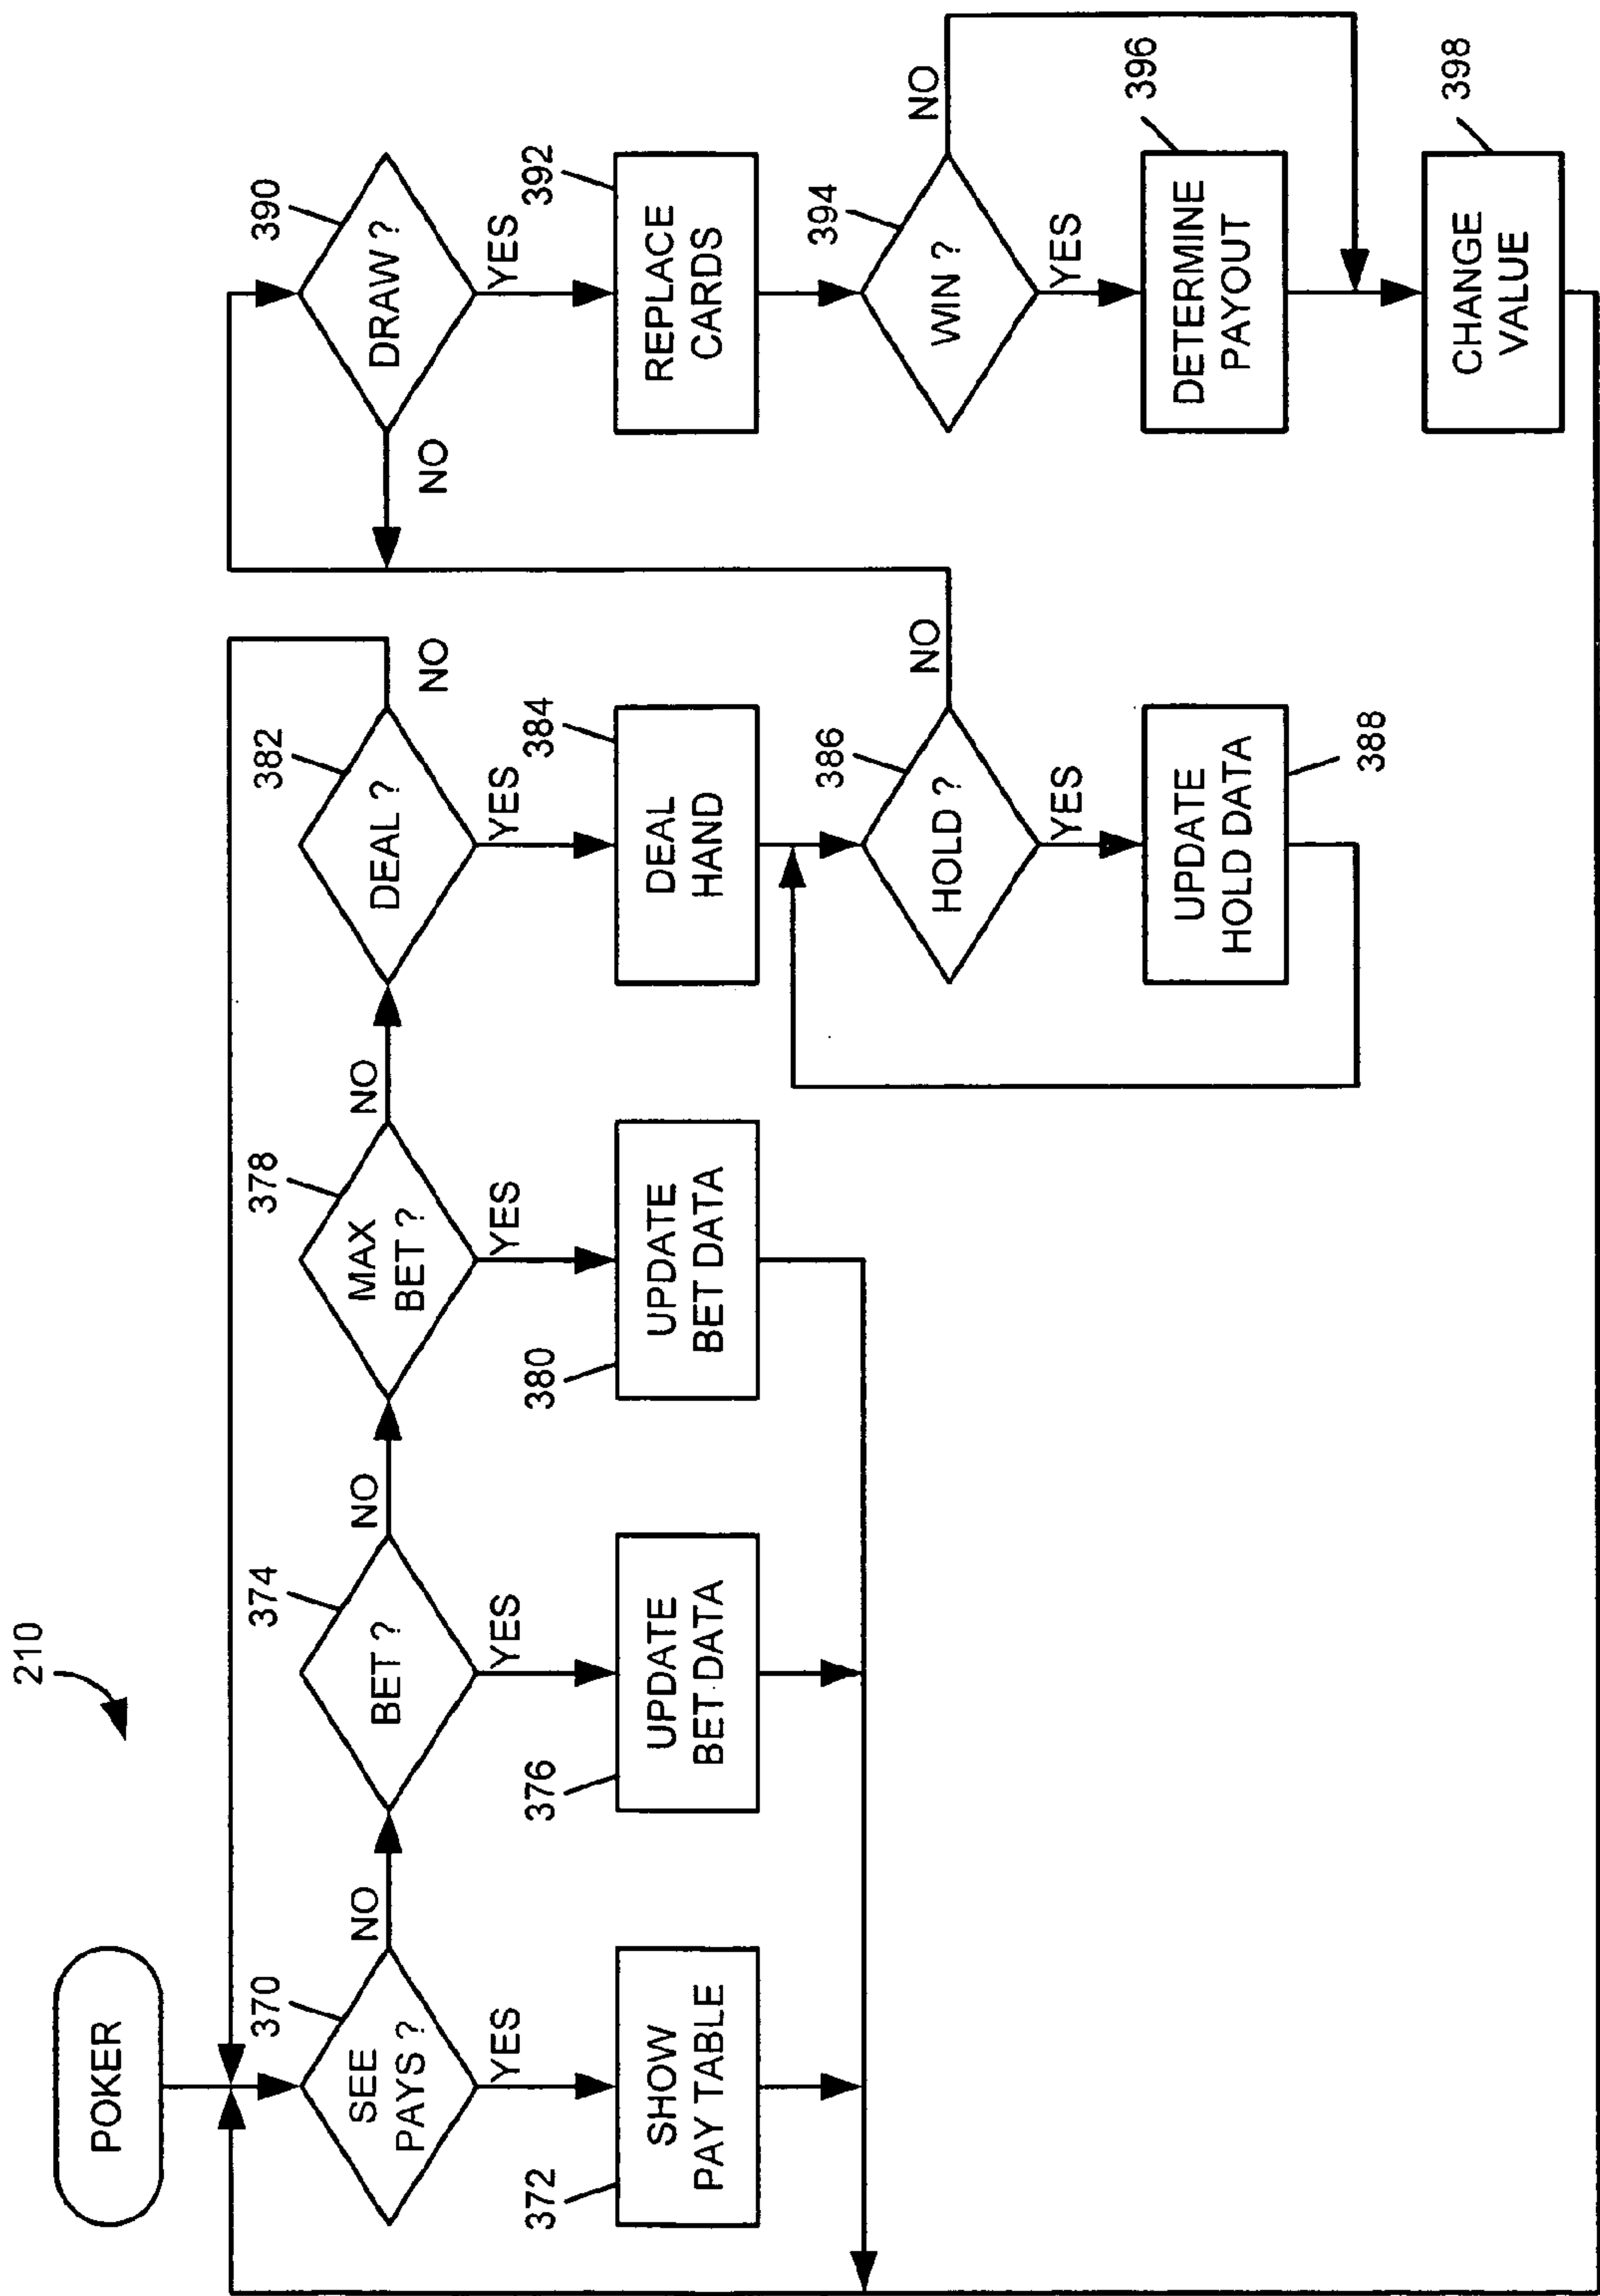 210
POKER
370
SEE
PAYS ?
NO
YES
372
SHOW
PAY TABLE
374
BET ?
NO
YES
376
UPDATE
BET DATA
378
MAX
BET ?
NO
YES
380
UPDATE
BET DATA
382
DEAL ?
NO
YES
384
DEAL
HAND
386
HOLD ?
NO
YES
UPDATE
HOLD DATA
388
390
DRAW ?
NO
YES
392
REPLACE
CARDS
394
WIN ?
NO
YES
396
DETERMINE
PAYOUT
398
CHANGE
VALUE